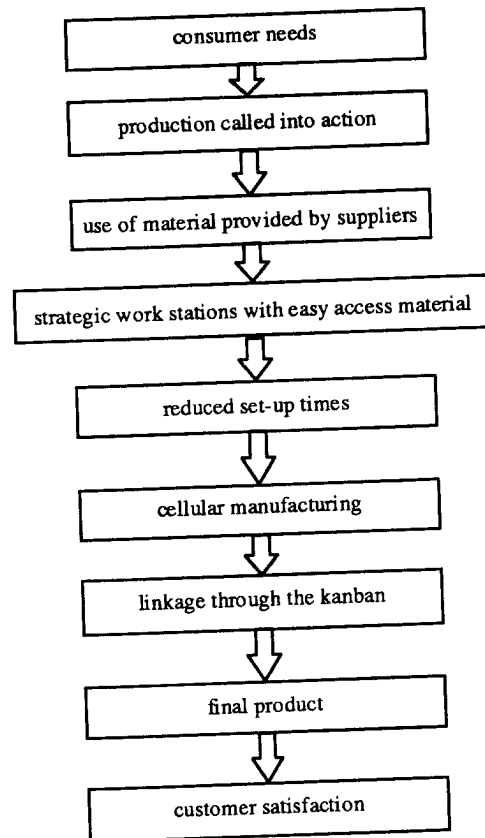 consumer needs
production called into action
use of material provided by suppliers
strategic work stations with easy access material
reduced set-up times
cellular manufacturing
linkage through the kanban
final product
customer satisfaction